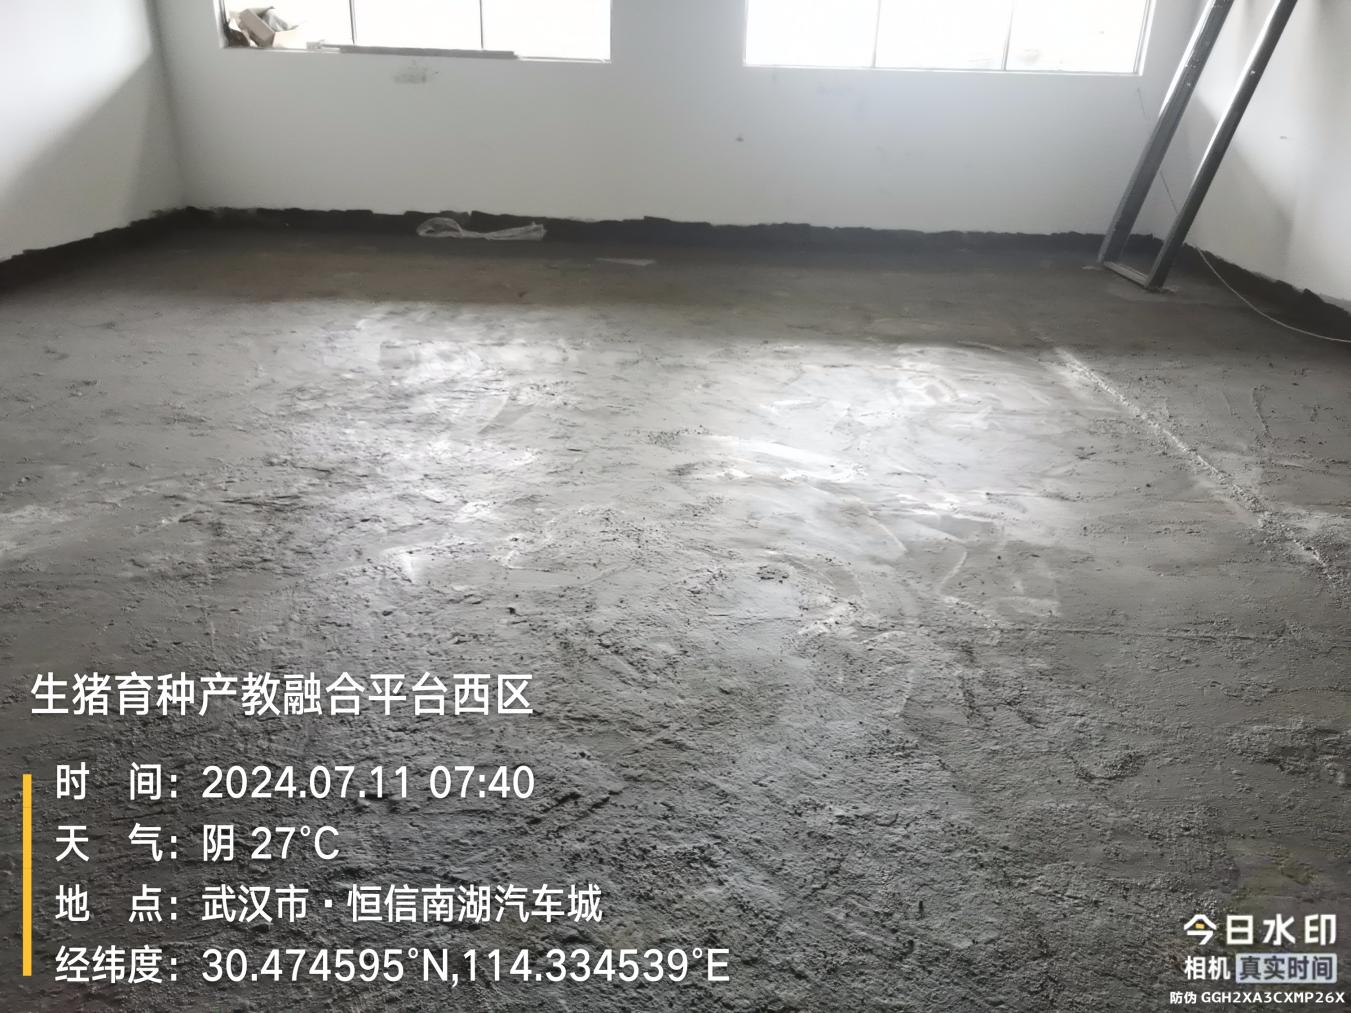 生猪育种产教融合平台西区
时　间：2024.07.11 07:40
天　气：阴 27°C
地　点：武汉市·恒信南湖汽车城
经纬度：30.474595°N,114.334539°E
今日水印
相机 真实时间
防伪 GGH2XA3CXMP26X